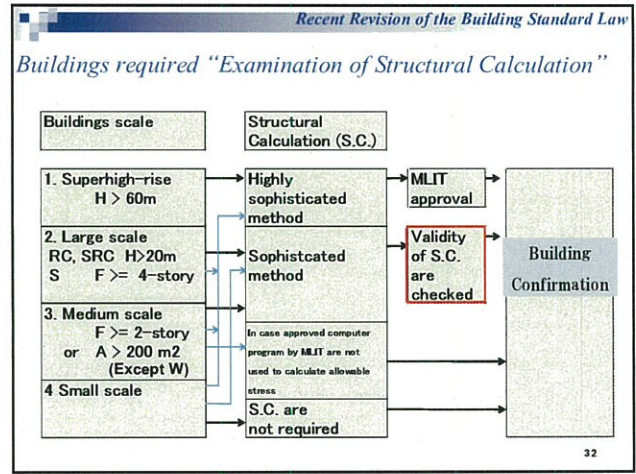 Recent Revision of the Building Standard Law
Buildings required “Examination of Structural Calculation”
Buildings scale
Structural
Calculation (S.C.)
1. Superhigh-rise
H > 60m
2. Large scale
RC, SRC H>20m
S F >= 4-story
3. Medium scale
F >= 2-story
or A > 200 m2
(Except W)
4 Small scale
Highly
sophisticated
method
Sophistcated
method
In case approved computer
program by MLIT are not
used to calculate allowable
stress
S.C. are
not required
MLIT
approval
Validity
of S.C.
are
checked
Building
Confirmation
32